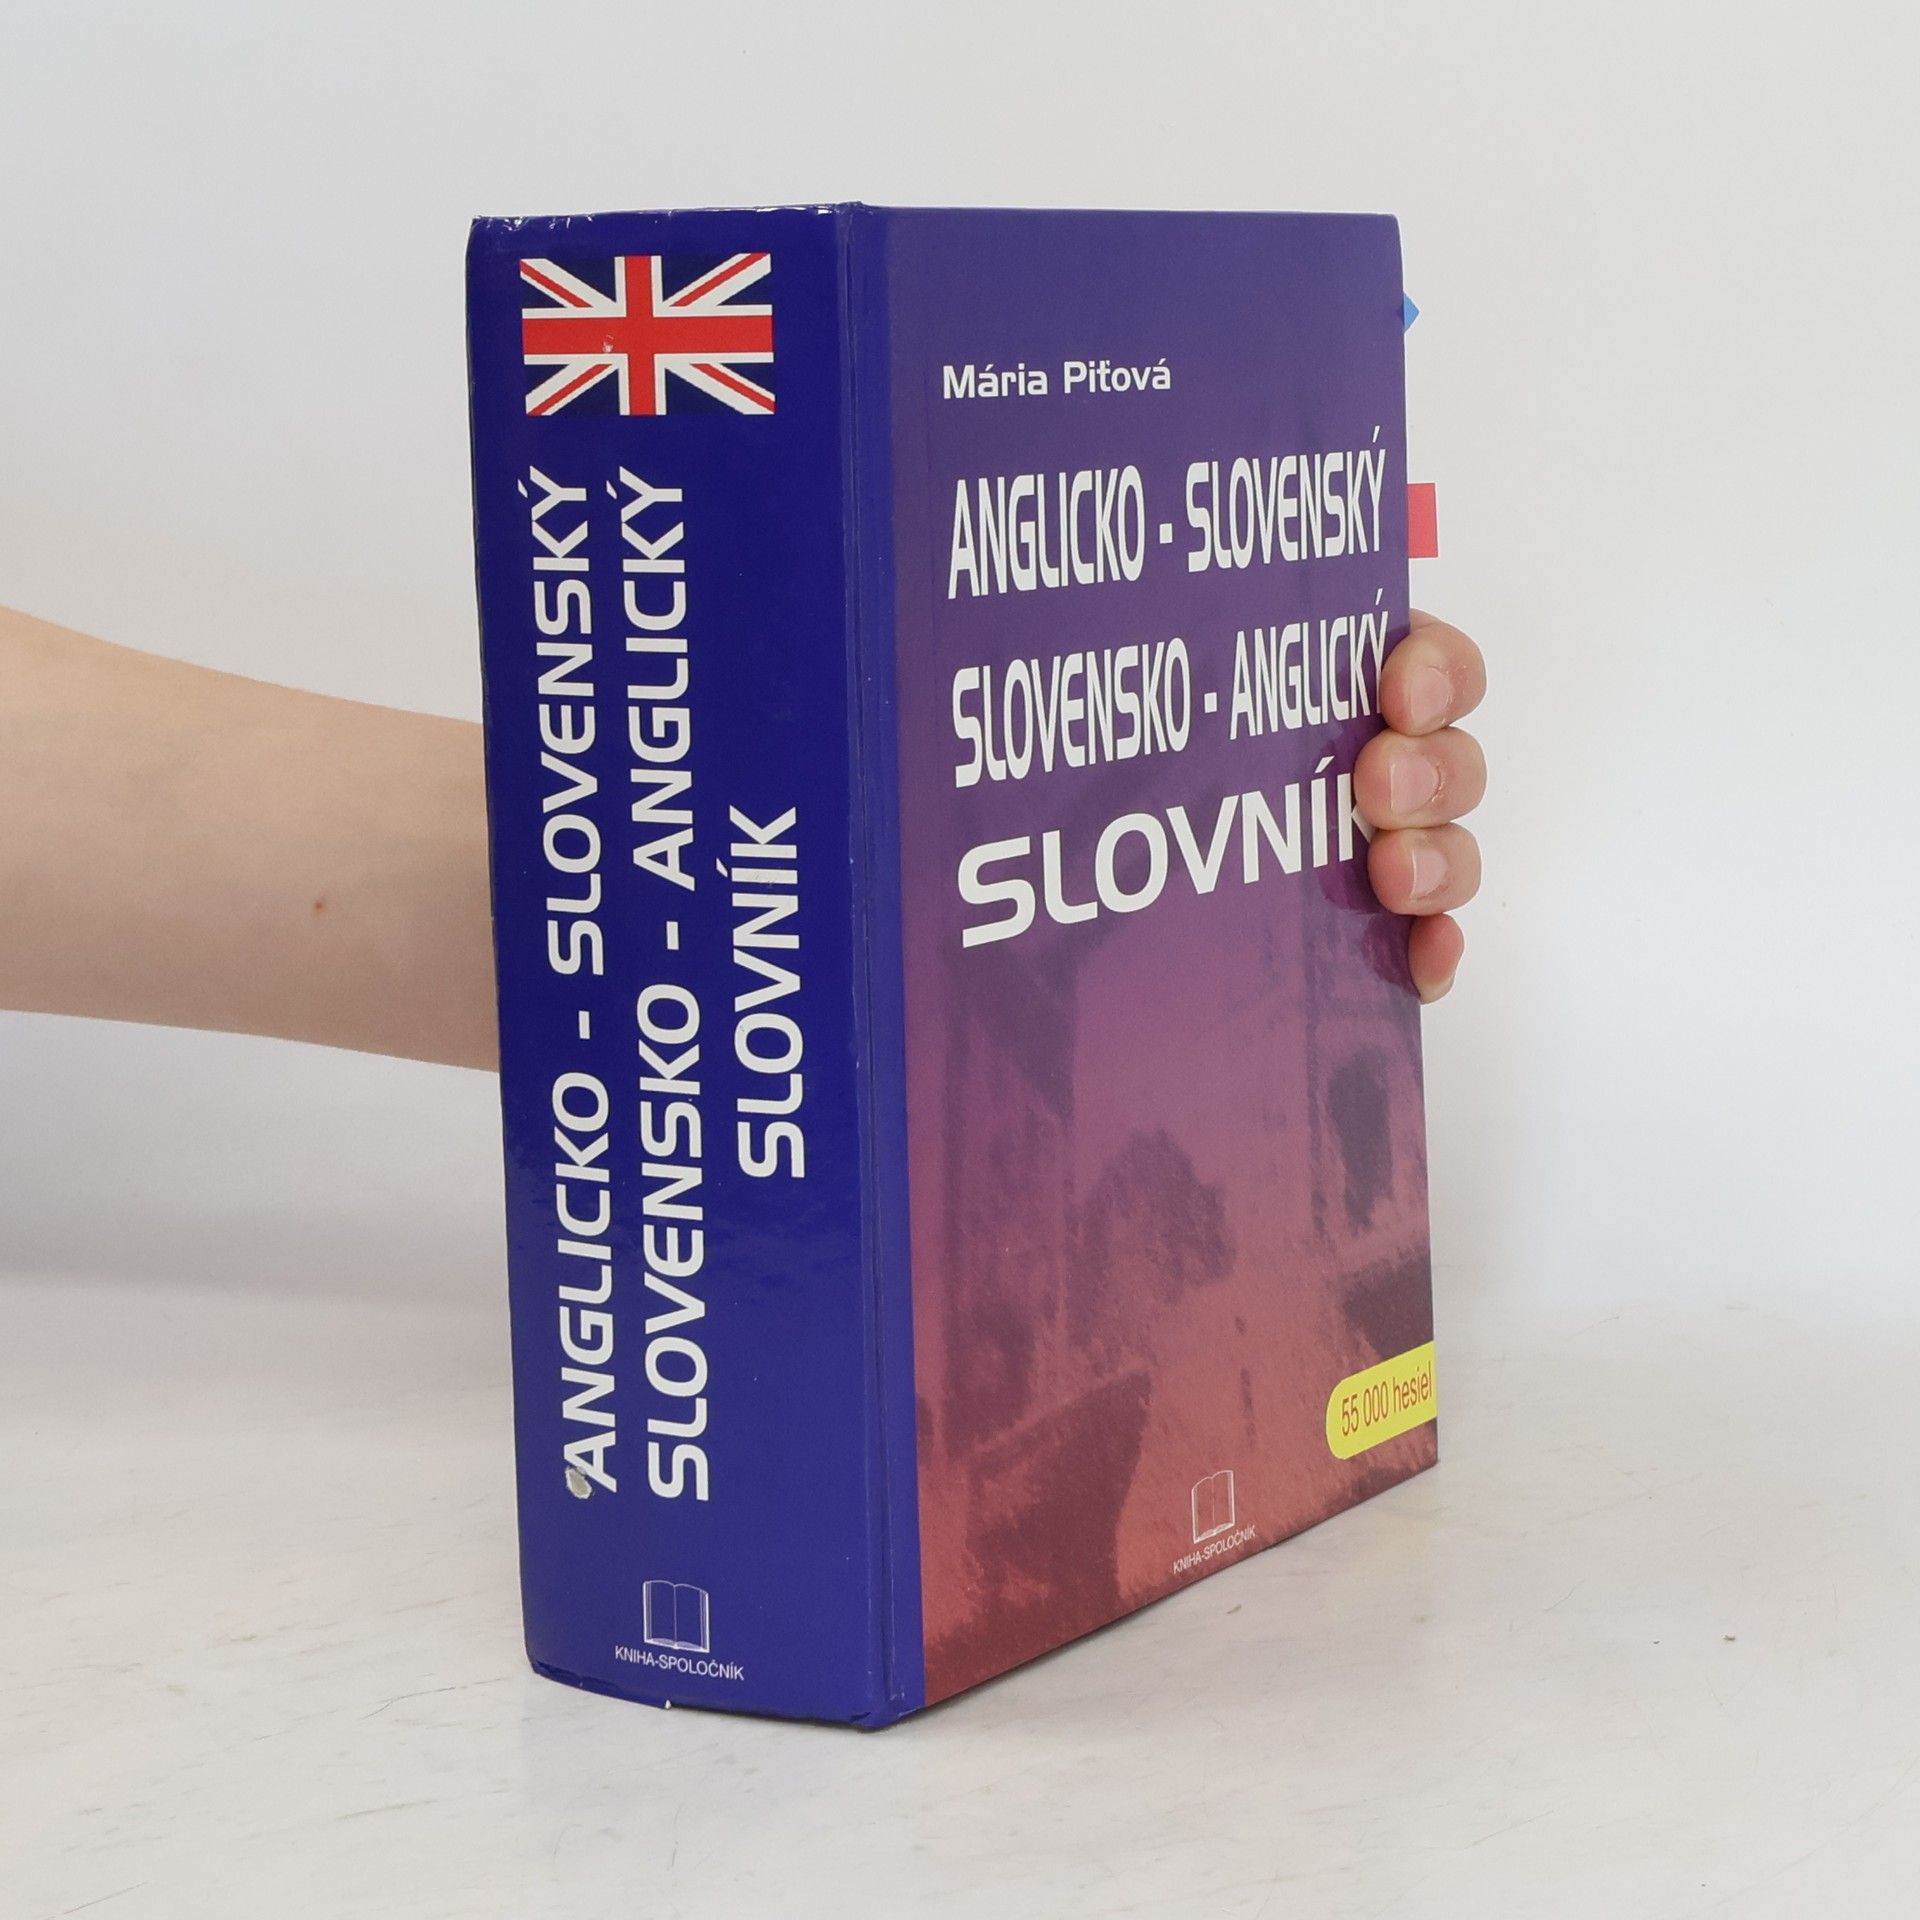 ANGLICKO - SLOVENSKÝ
SLOVENSKO - ANGLICKÝ
SLOVNÍK
KNIHA-SPOLOČNÍK
Mária Piťová
ANGLICKO - SLOVENSKÝ
SLOVENSKO - ANGLICKÝ
SLOVNÍK
55 000 hesiel
KNIHA-SPOLOČNÍK